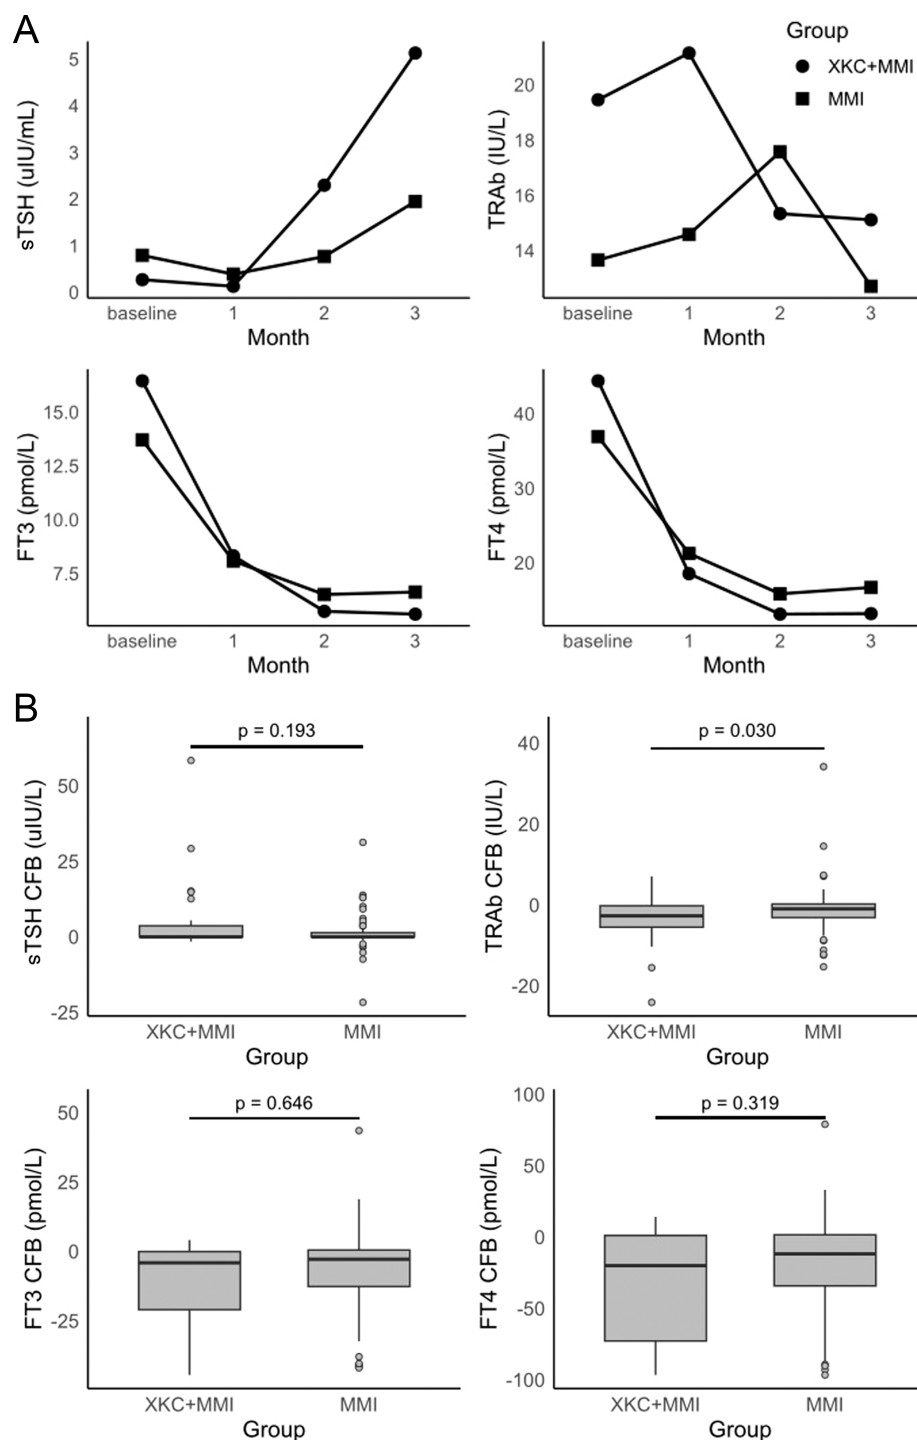 A
Group
XKC+MMI
MMI
sTSH (uIU/mL)
5
4
3
2
1
0
baseline 1 2 3
Month
TRAb (IU/L)
20
18
16
14
baseline 1 2 3
Month
FT3 (pmol/L)
15.0
12.5
10.0
7.5
baseline 1 2 3
Month
FT4 (pmol/L)
40
30
20
baseline 1 2 3
Month
B
p = 0.193
sTSH CFB (uIU/L)
50
25
0
-25
XKC+MMI MMI
Group
p = 0.030
TRAb CFB (IU/L)
40
20
0
-20
XKC+MMI MMI
Group
p = 0.646
FT3 CFB (pmol/L)
50
25
0
-25
XKC+MMI MMI
Group
p = 0.319
FT4 CFB (pmol/L)
100
50
0
-50
-100
XKC+MMI MMI
Group